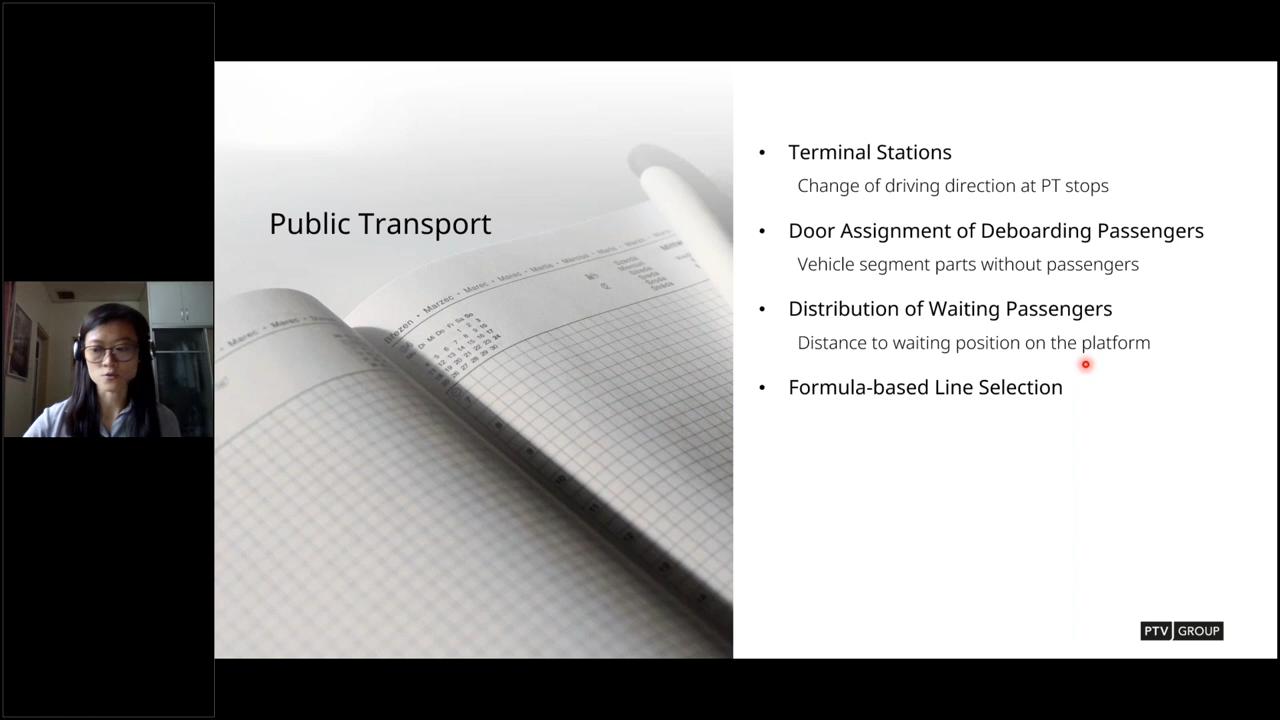 Public Transport
• Terminal Stations
Change of driving direction at PT stops
• Door Assignment of Deboarding Passengers
Vehicle segment parts without passengers
• Distribution of Waiting Passengers
Distance to waiting position on the platform
• Formula-based Line Selection
PTV GROUP